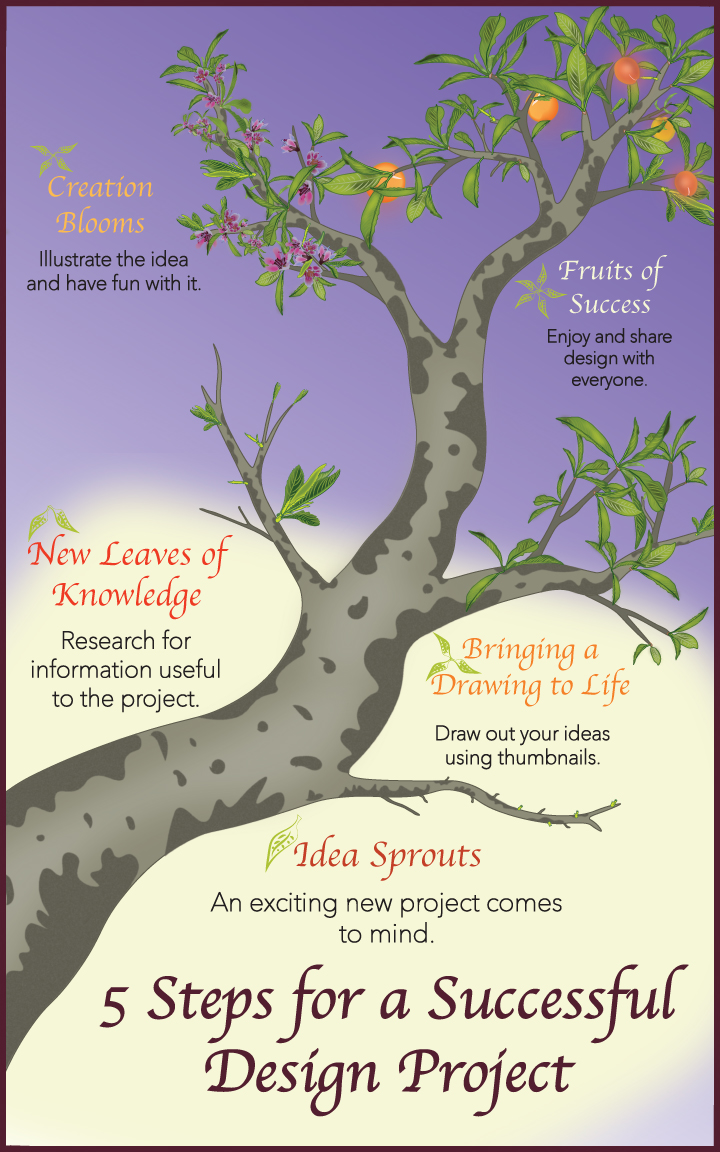 Creation
Blooms
Illustrate the idea
and have fun with it.
Fruits of
Success
Enjoy and share
design with
everyone.
New Leaves of
Knowledge
Research for
information useful
to the project.
Bringing a
Drawing to Life
Draw out your ideas
using thumbnails.
Idea Sprouts
An exciting new project comes
to mind.
5 Steps for a Successful
Design Project